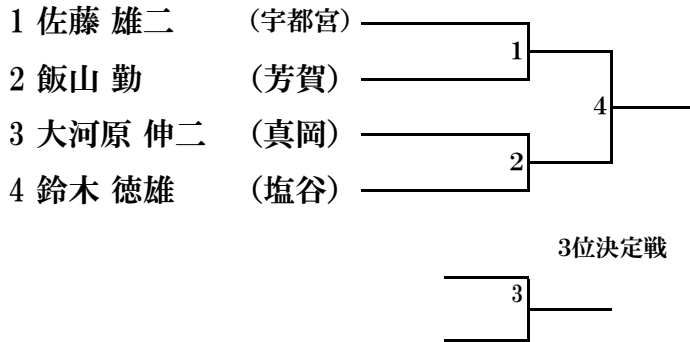 1 佐藤 雄二 (宇都宮)
1
2 飯山 勤 (芳賀)
4
3 大河原 伸二 (真岡)
2
4 鈴木 徳雄 (塩谷)
3位決定戦
3